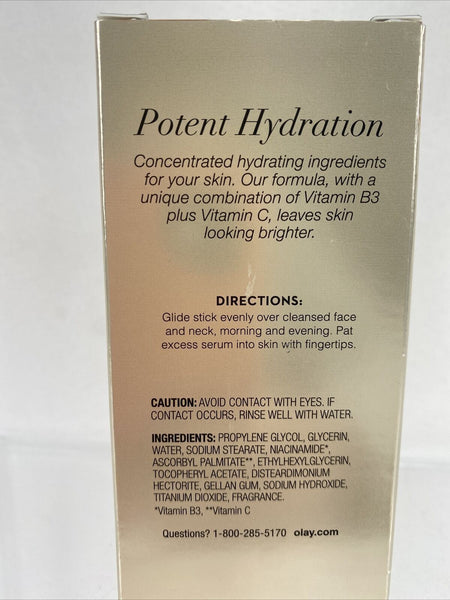 Potent Hydration
Concentrated hydrating ingredients
for your skin. Our formula, with a
unique combination of Vitamin B3
plus Vitamin C, leaves skin
looking brighter.
DIRECTIONS:
Glide stick evenly over cleansed face
and neck, morning and evening. Pat
excess serum into skin with fingertips.
CAUTION: AVOID CONTACT WITH EYES. IF
CONTACT OCCURS, RINSE WELL WITH WATER.
INGREDIENTS: PROPYLENE GLYCOL, GLYCERIN,
WATER, SODIUM STEARATE, NIACINAMIDE*,
ASCORBYL PALMITATE**, ETHYLHEXYLGLYCERIN,
TOCOPHERYL ACETATE, DISTEARDIMONIUM
HECTORITE, GELLAN GUM, SODIUM HYDROXIDE,
TITANIUM DIOXIDE, FRAGRANCE.
*Vitamin B3, **Vitamin C
Questions? 1-800-285-5170 olay.com